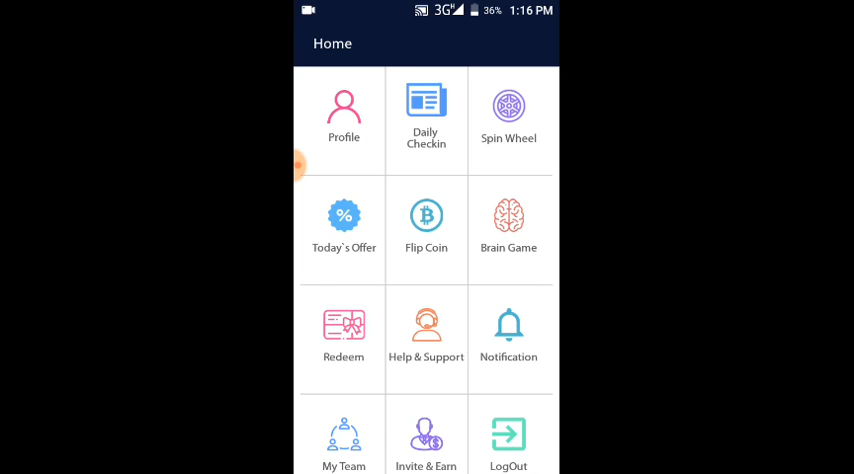 3G H 36% 1:16 PM
Home
Profile
Daily
Checkin
Spin Wheel
Today`s Offer
Flip Coin
Brain Game
Redeem
Help & Support
Notification
My Team
Invite & Earn
LogOut